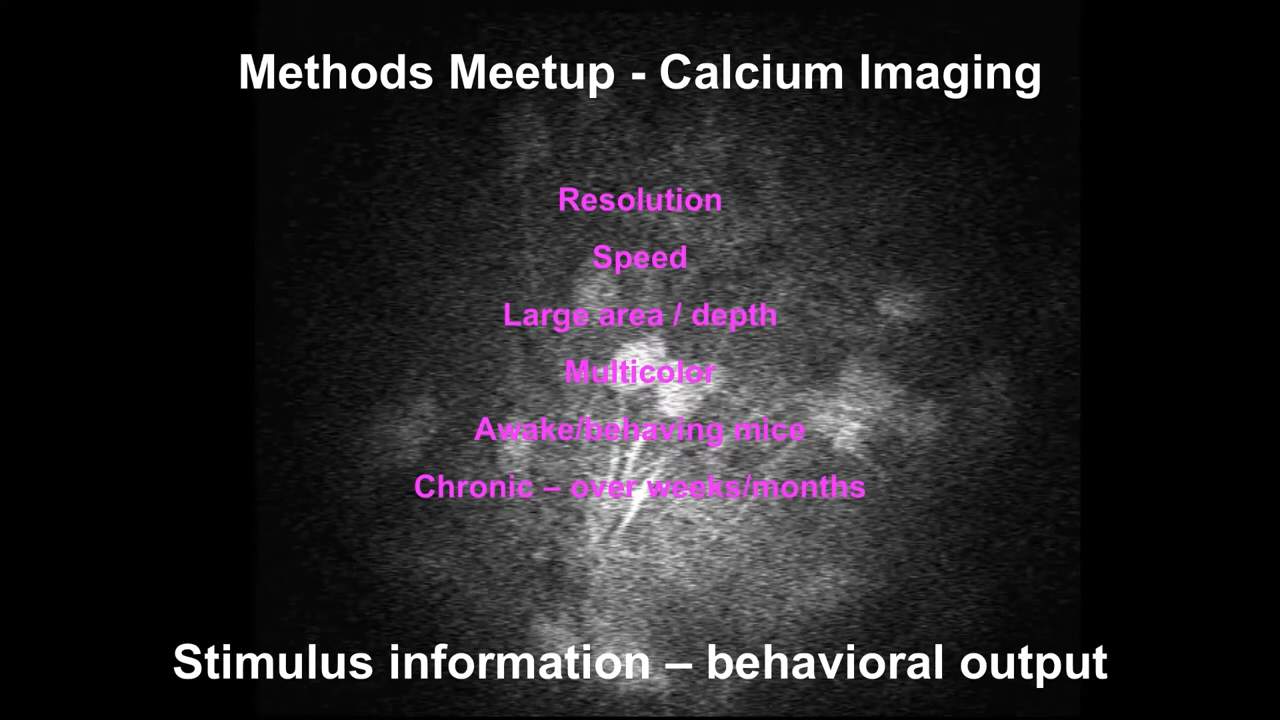 Methods Meetup - Calcium Imaging
Resolution
Speed
Large area / depth
Multicolor
Awake/behaving mice
Chronic – over weeks/months
Stimulus information – behavioral output